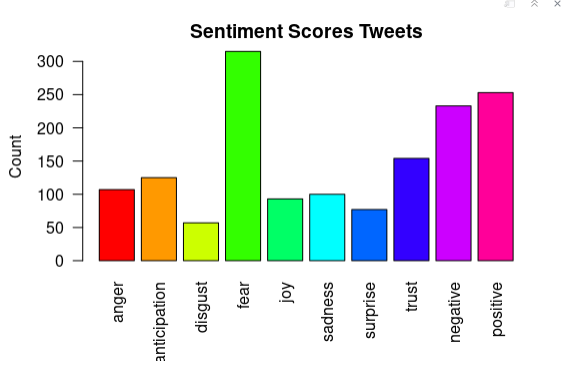 Sentiment Scores Tweets
Count
300
250
200
150
100
50
0
anger
anticipation
disgust
fear
joy
sadness
surprise
trust
negative
positive